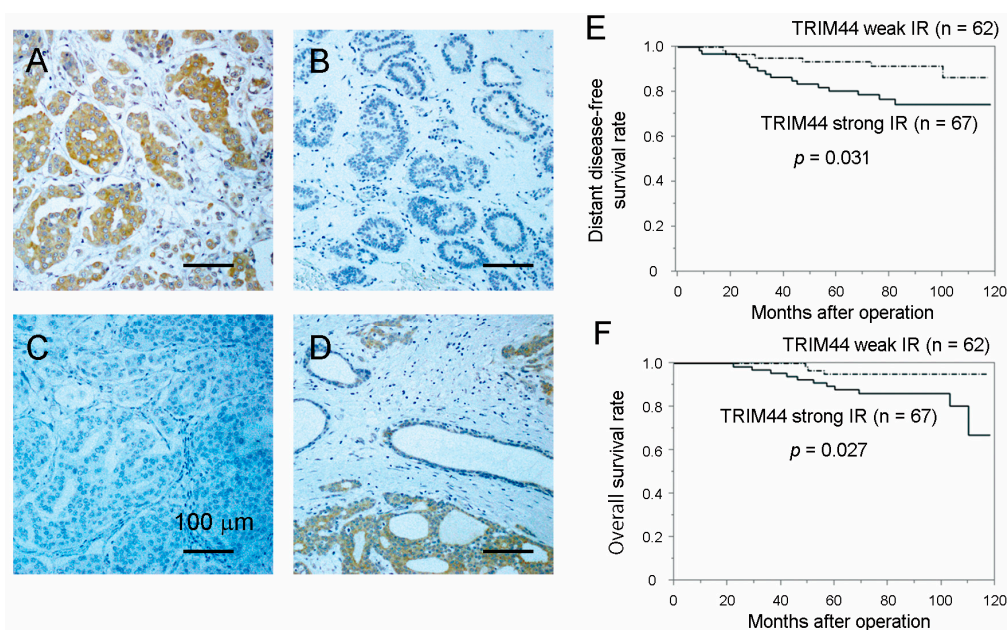 A
B
C
100 μm
D
E
TRIM44 weak IR (n = 62)
1.0
0.8
0.6
0.4
0.2
0
TRIM44 strong IR (n = 67)
p = 0.031
Distant disease-free
survival rate
0 20 40 60 80 100 120
Months after operation
F
TRIM44 weak IR (n = 62)
1.0
0.8
0.6
0.4
0.2
0
TRIM44 strong IR (n = 67)
p = 0.027
Overall survival rate
0 20 40 60 80 100 120
Months after operation